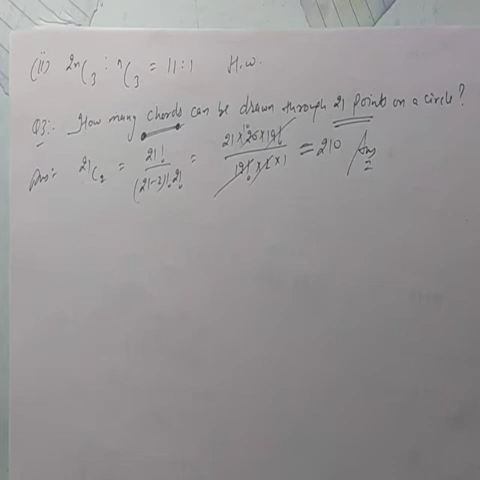 (ii) 2nC3 : nC3 = 11:1 H.w.
Q3:- How many chords can be drawn through 21 points on a circle?
Ans:- 21C2 = 21! / (21-2)! 2! = 21×20×19! / 19!×2×1 = 210 Ans